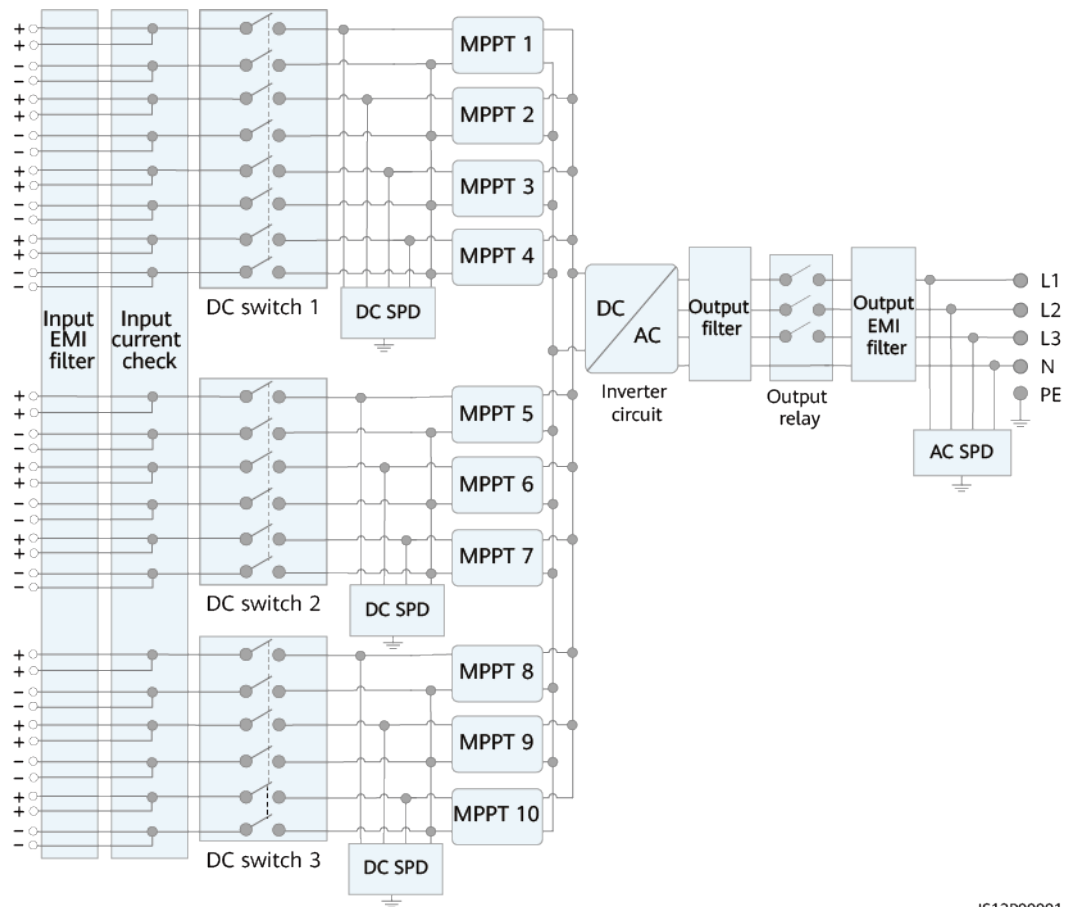 +
+
−
−
+
+
−
−
+
+
−
−
+
+
−
−
MPPT 1
MPPT 2
MPPT 3
MPPT 4
DC switch 1
DC SPD
Input
EMI
filter
Input
current
check
+
+
−
−
+
+
−
−
+
+
−
−
MPPT 5
MPPT 6
MPPT 7
DC switch 2
DC SPD
+
+
−
−
+
+
−
−
+
+
−
−
MPPT 8
MPPT 9
MPPT 10
DC switch 3
DC SPD
DC
AC
Inverter
circuit
Output
filter
Output
relay
Output
EMI
filter
L1
L2
L3
N
PE
AC SPD